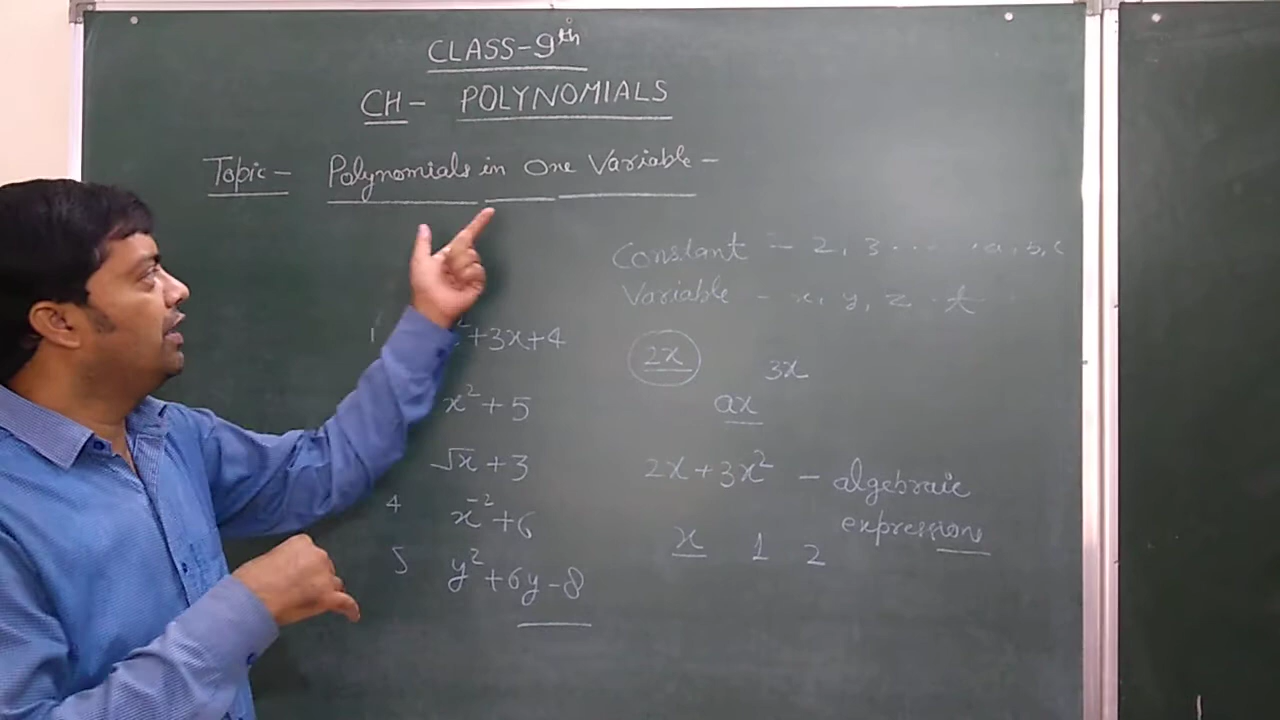 CLASS-9th
CH- POLYNOMIALS
Topic- Polynomials in One Variable-
Constant - 2, 3 ...... a, b, c
Variable - x, y, z, t
1 ²+3x+4
2x
3x
x²+5
ax
√x+3
2x+3x² - algebraic
expression
4 x⁻²+6
x 1 2
5 y²+6y-8